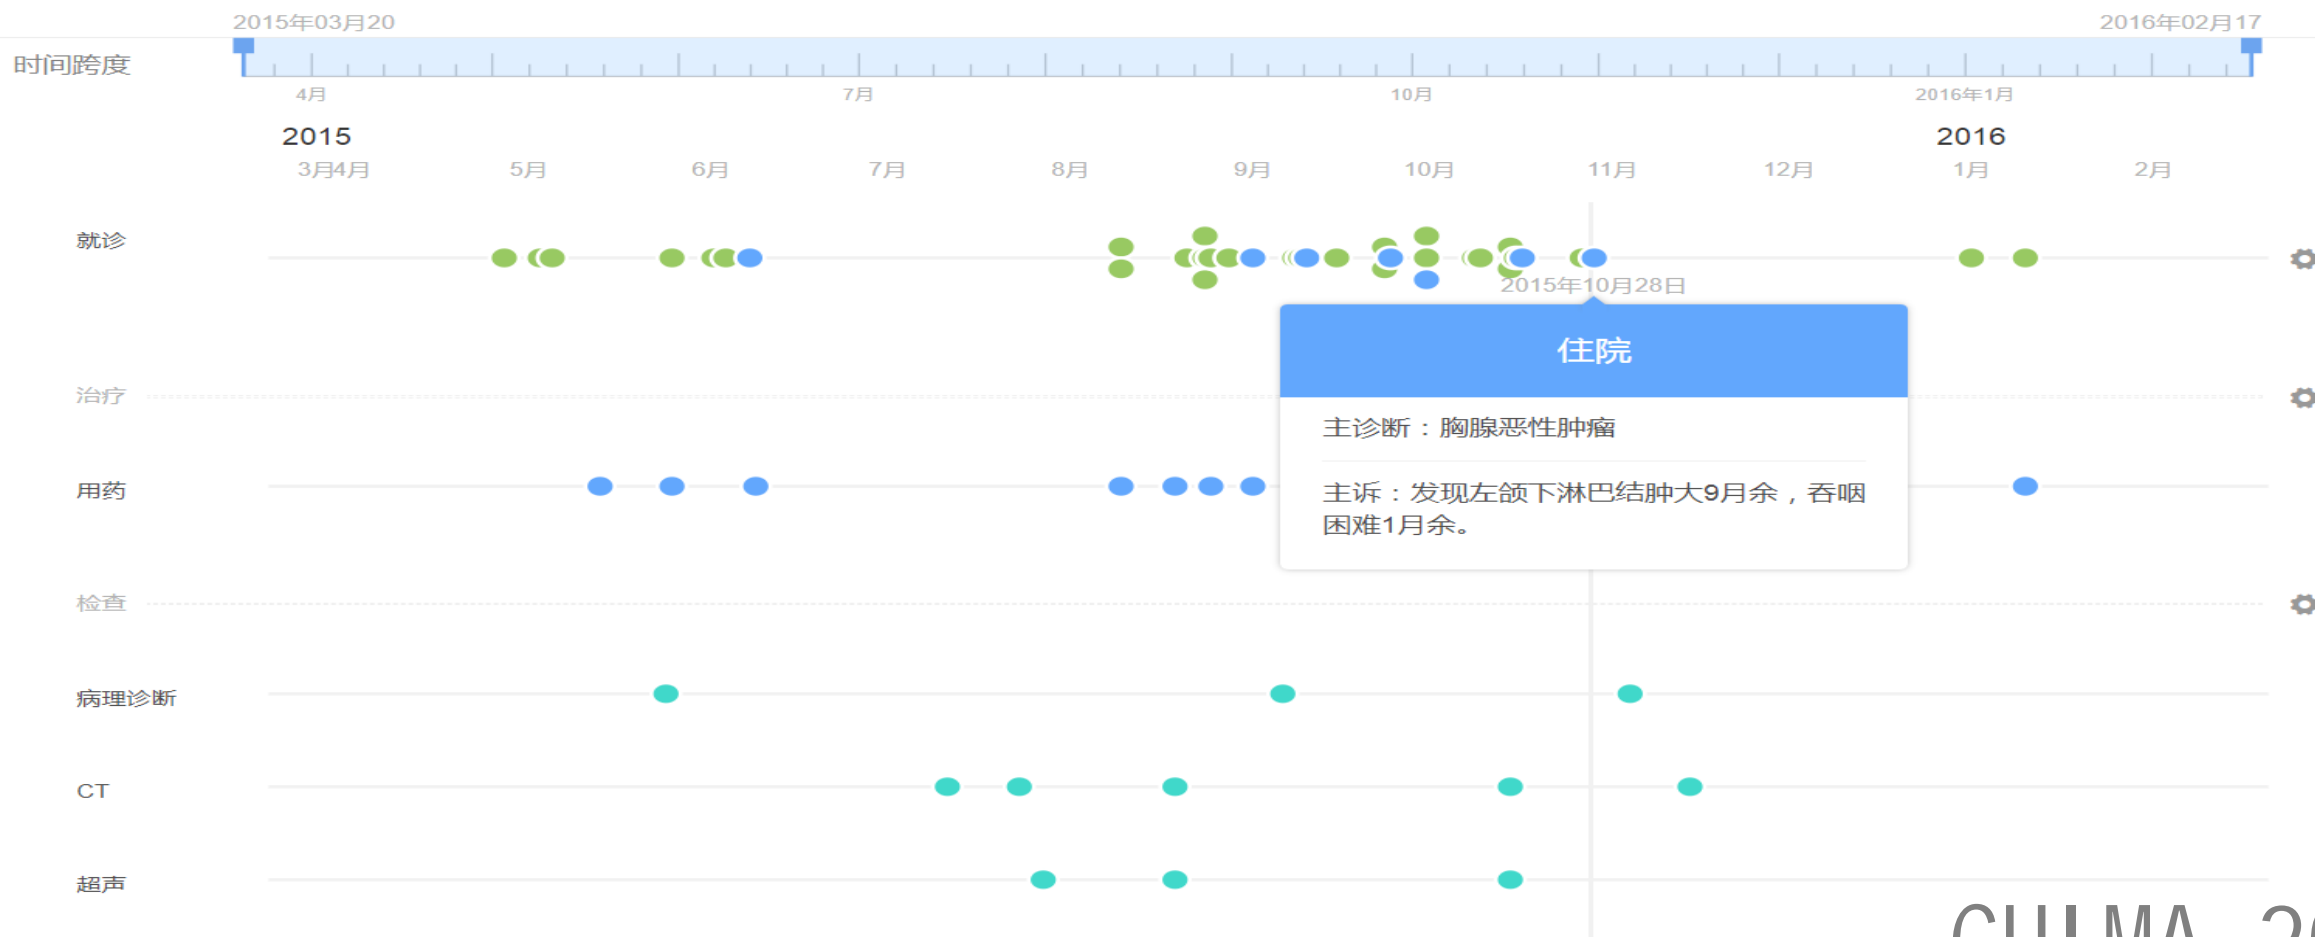 2015年03月20
2016年02月17
时间跨度
4月
7月
10月
2016年1月
2015
2016
3月4月
5月
6月
7月
8月
9月
10月
11月
12月
1月
2月
就诊
2015年10月28日
住院
治疗
主诊断：胸腺恶性肿瘤
用药
主诉：发现左颌下淋巴结肿大9月余，吞咽
困难1月余。
检查
病理诊断
CT
超声